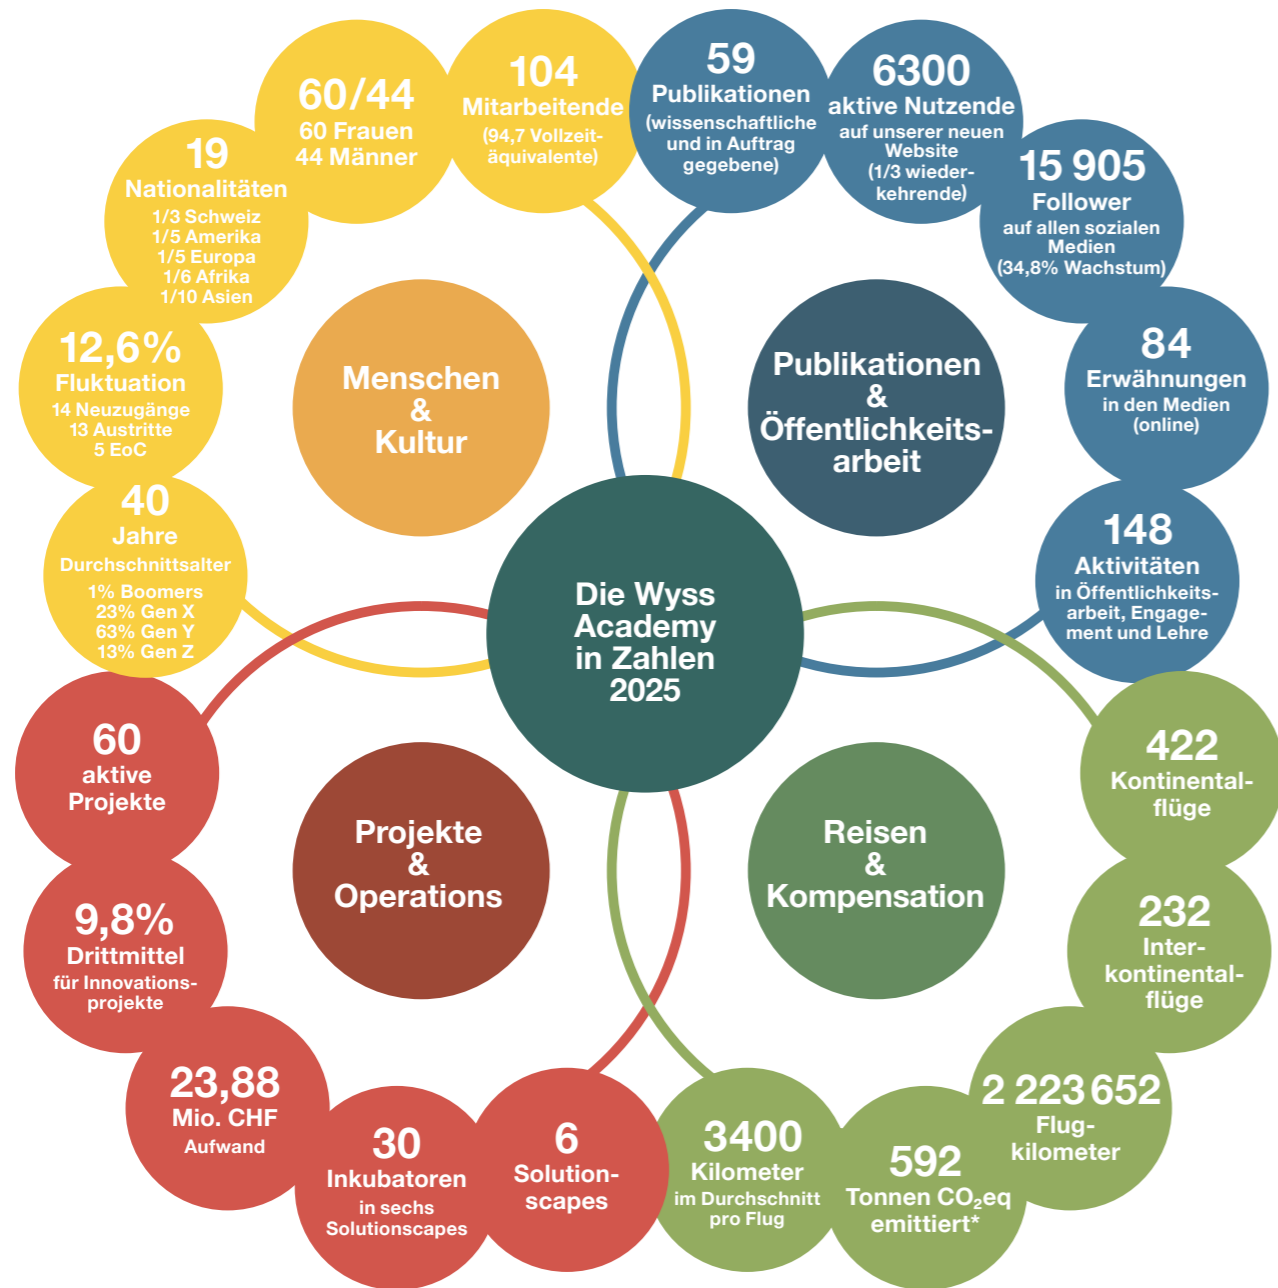 Die Wyss
Academy
in Zahlen
2025
Menschen
&
Kultur
104
Mitarbeitende
(94,7 Vollzeit-
äquivalente)
60/44
60 Frauen
44 Männer
19
Nationalitäten
1/3 Schweiz
1/5 Amerika
1/5 Europa
1/6 Afrika
1/10 Asien
12,6%
Fluktuation
14 Neuzugänge
13 Austritte
5 EoC
40
Jahre
Durchschnittsalter
1% Boomers
23% Gen X
63% Gen Y
13% Gen Z
Publikationen
&
Öffentlichkeits-
arbeit
59
Publikationen
(wissenschaftliche
und in Auftrag
gegebene)
6300
aktive Nutzende
auf unserer neuen
Website
(1/3 wieder-
kehrende)
15 905
Follower
auf allen sozialen
Medien
(34,8% Wachstum)
84
Erwähnungen
in den Medien
(online)
148
Aktivitäten
in Öffentlichkeits-
arbeit, Engage-
ment und Lehre
Projekte
&
Operations
60
aktive
Projekte
9,8%
Drittmittel
für Innovations-
projekte
23,88
Mio. CHF
Aufwand
30
Inkubatoren
in sechs
Solutionscapes
6
Solution-
scapes
Reisen
&
Kompensation
422
Kontinental-
flüge
232
Inter-
kontinental-
flüge
2 223 652
Flug-
kilometer
592
Tonnen CO₂eq
emittiert*
3400
Kilometer
im Durchschnitt
pro Flug